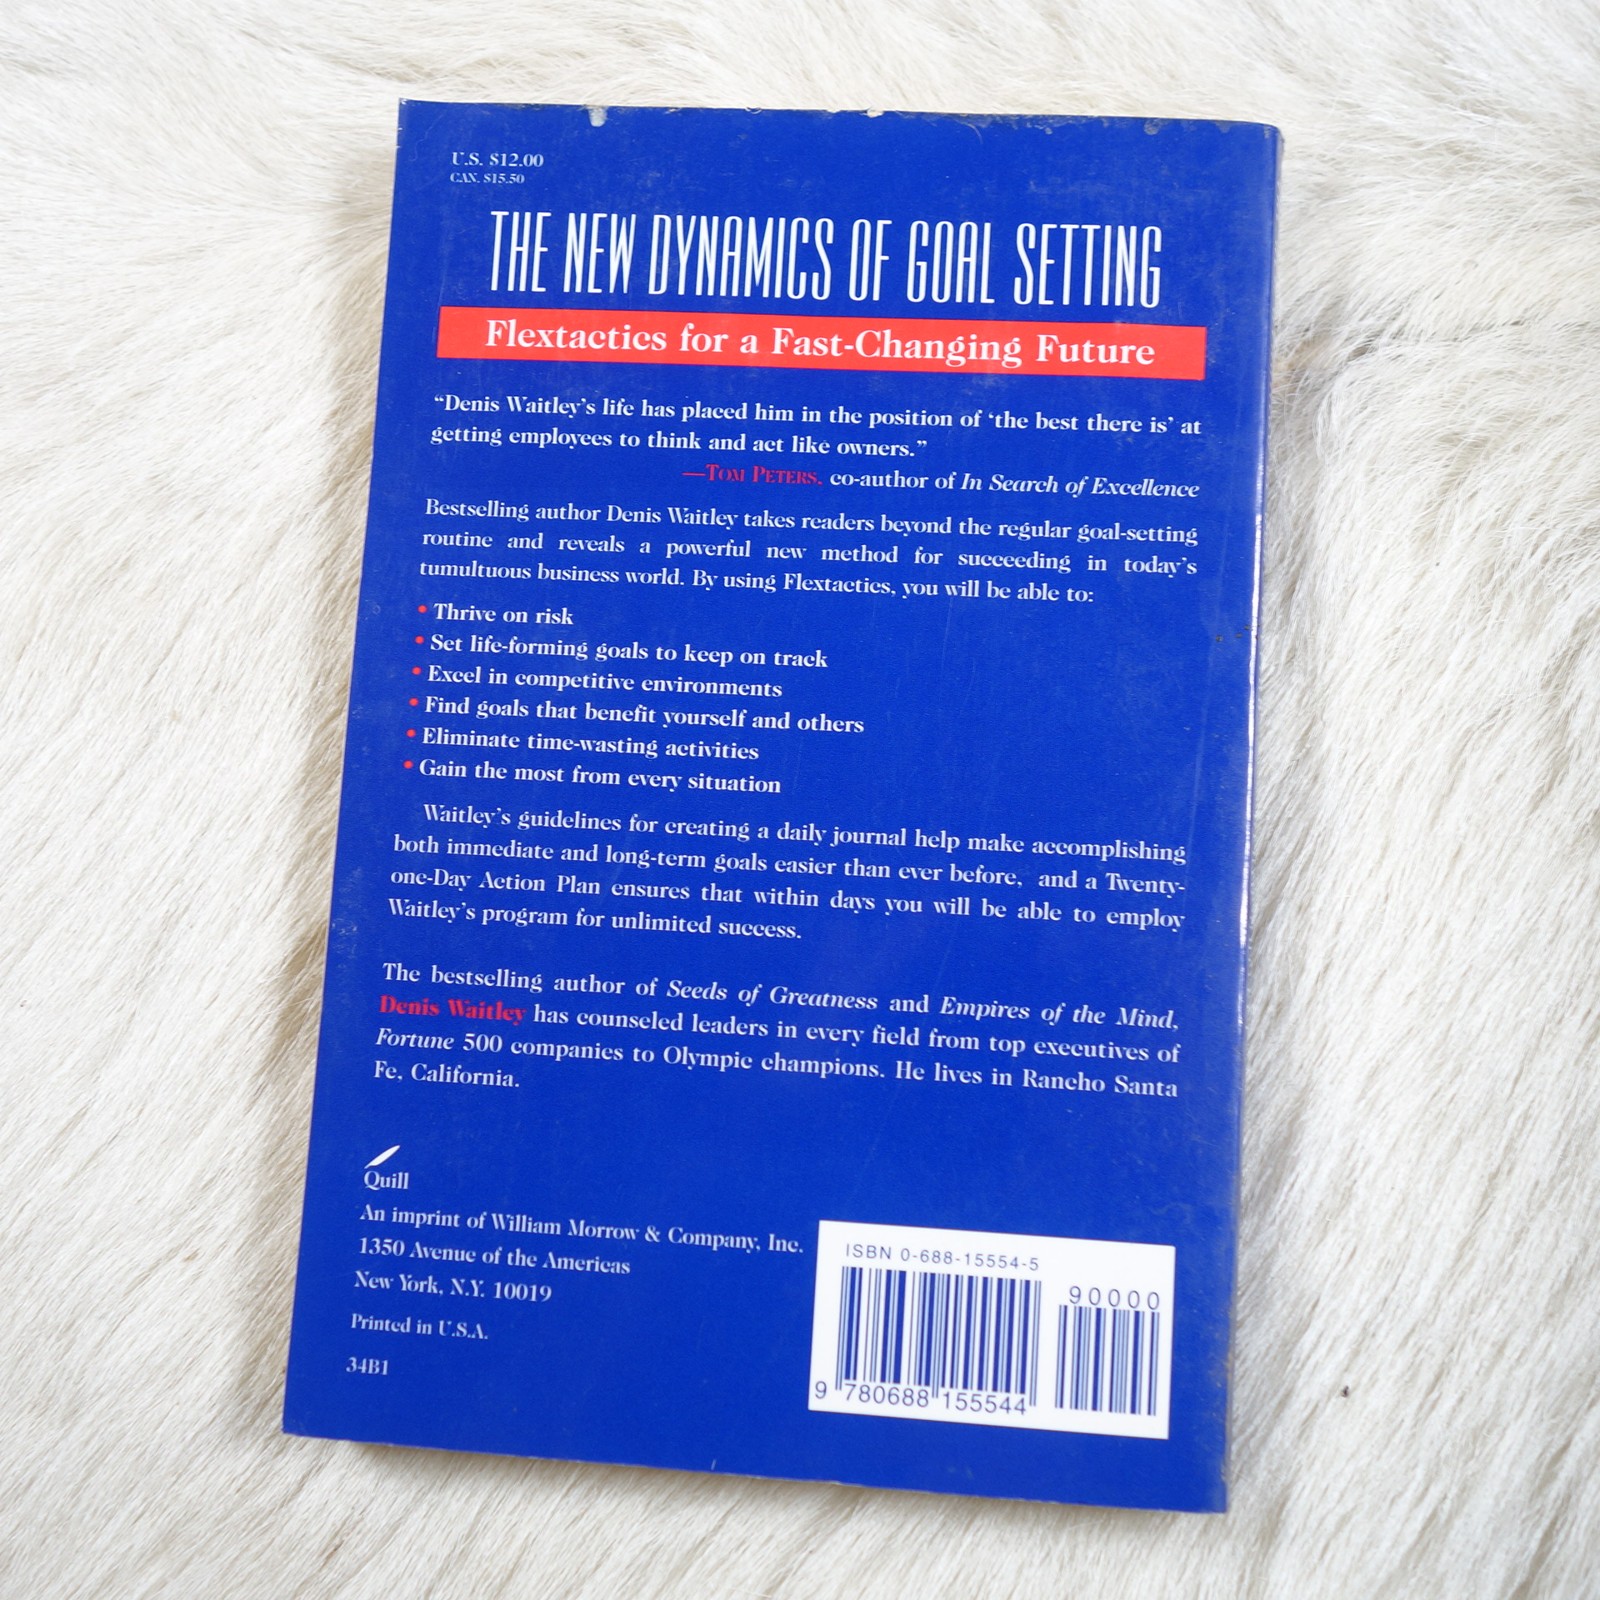 U.S. $12.00
CAN. $15.50
THE NEW DYNAMICS OF GOAL SETTING
Flextactics for a Fast-Changing Future
“Denis Waitley’s life has placed him in the position of ‘the best there is’ at
getting employees to think and act like owners.”
—TOM PETERS, co-author of In Search of Excellence
Bestselling author Denis Waitley takes readers beyond the regular goal-setting
routine and reveals a powerful new method for succeeding in today’s
tumultuous business world. By using Flextactics, you will be able to:
• Thrive on risk
• Set life-forming goals to keep on track
• Excel in competitive environments
• Find goals that benefit yourself and others
• Eliminate time-wasting activities
• Gain the most from every situation
Waitley’s guidelines for creating a daily journal help make accomplishing
both immediate and long-term goals easier than ever before, and a Twenty-
one-Day Action Plan ensures that within days you will be able to employ
Waitley’s program for unlimited success.
The bestselling author of Seeds of Greatness and Empires of the Mind,
Denis Waitley has counseled leaders in every field from top executives of
Fortune 500 companies to Olympic champions. He lives in Rancho Santa
Fe, California.
Quill
An imprint of William Morrow & Company, Inc.
1350 Avenue of the Americas
New York, N.Y. 10019
Printed in U.S.A.
34B1
ISBN 0-688-15554-5
90000
9 780688 155544